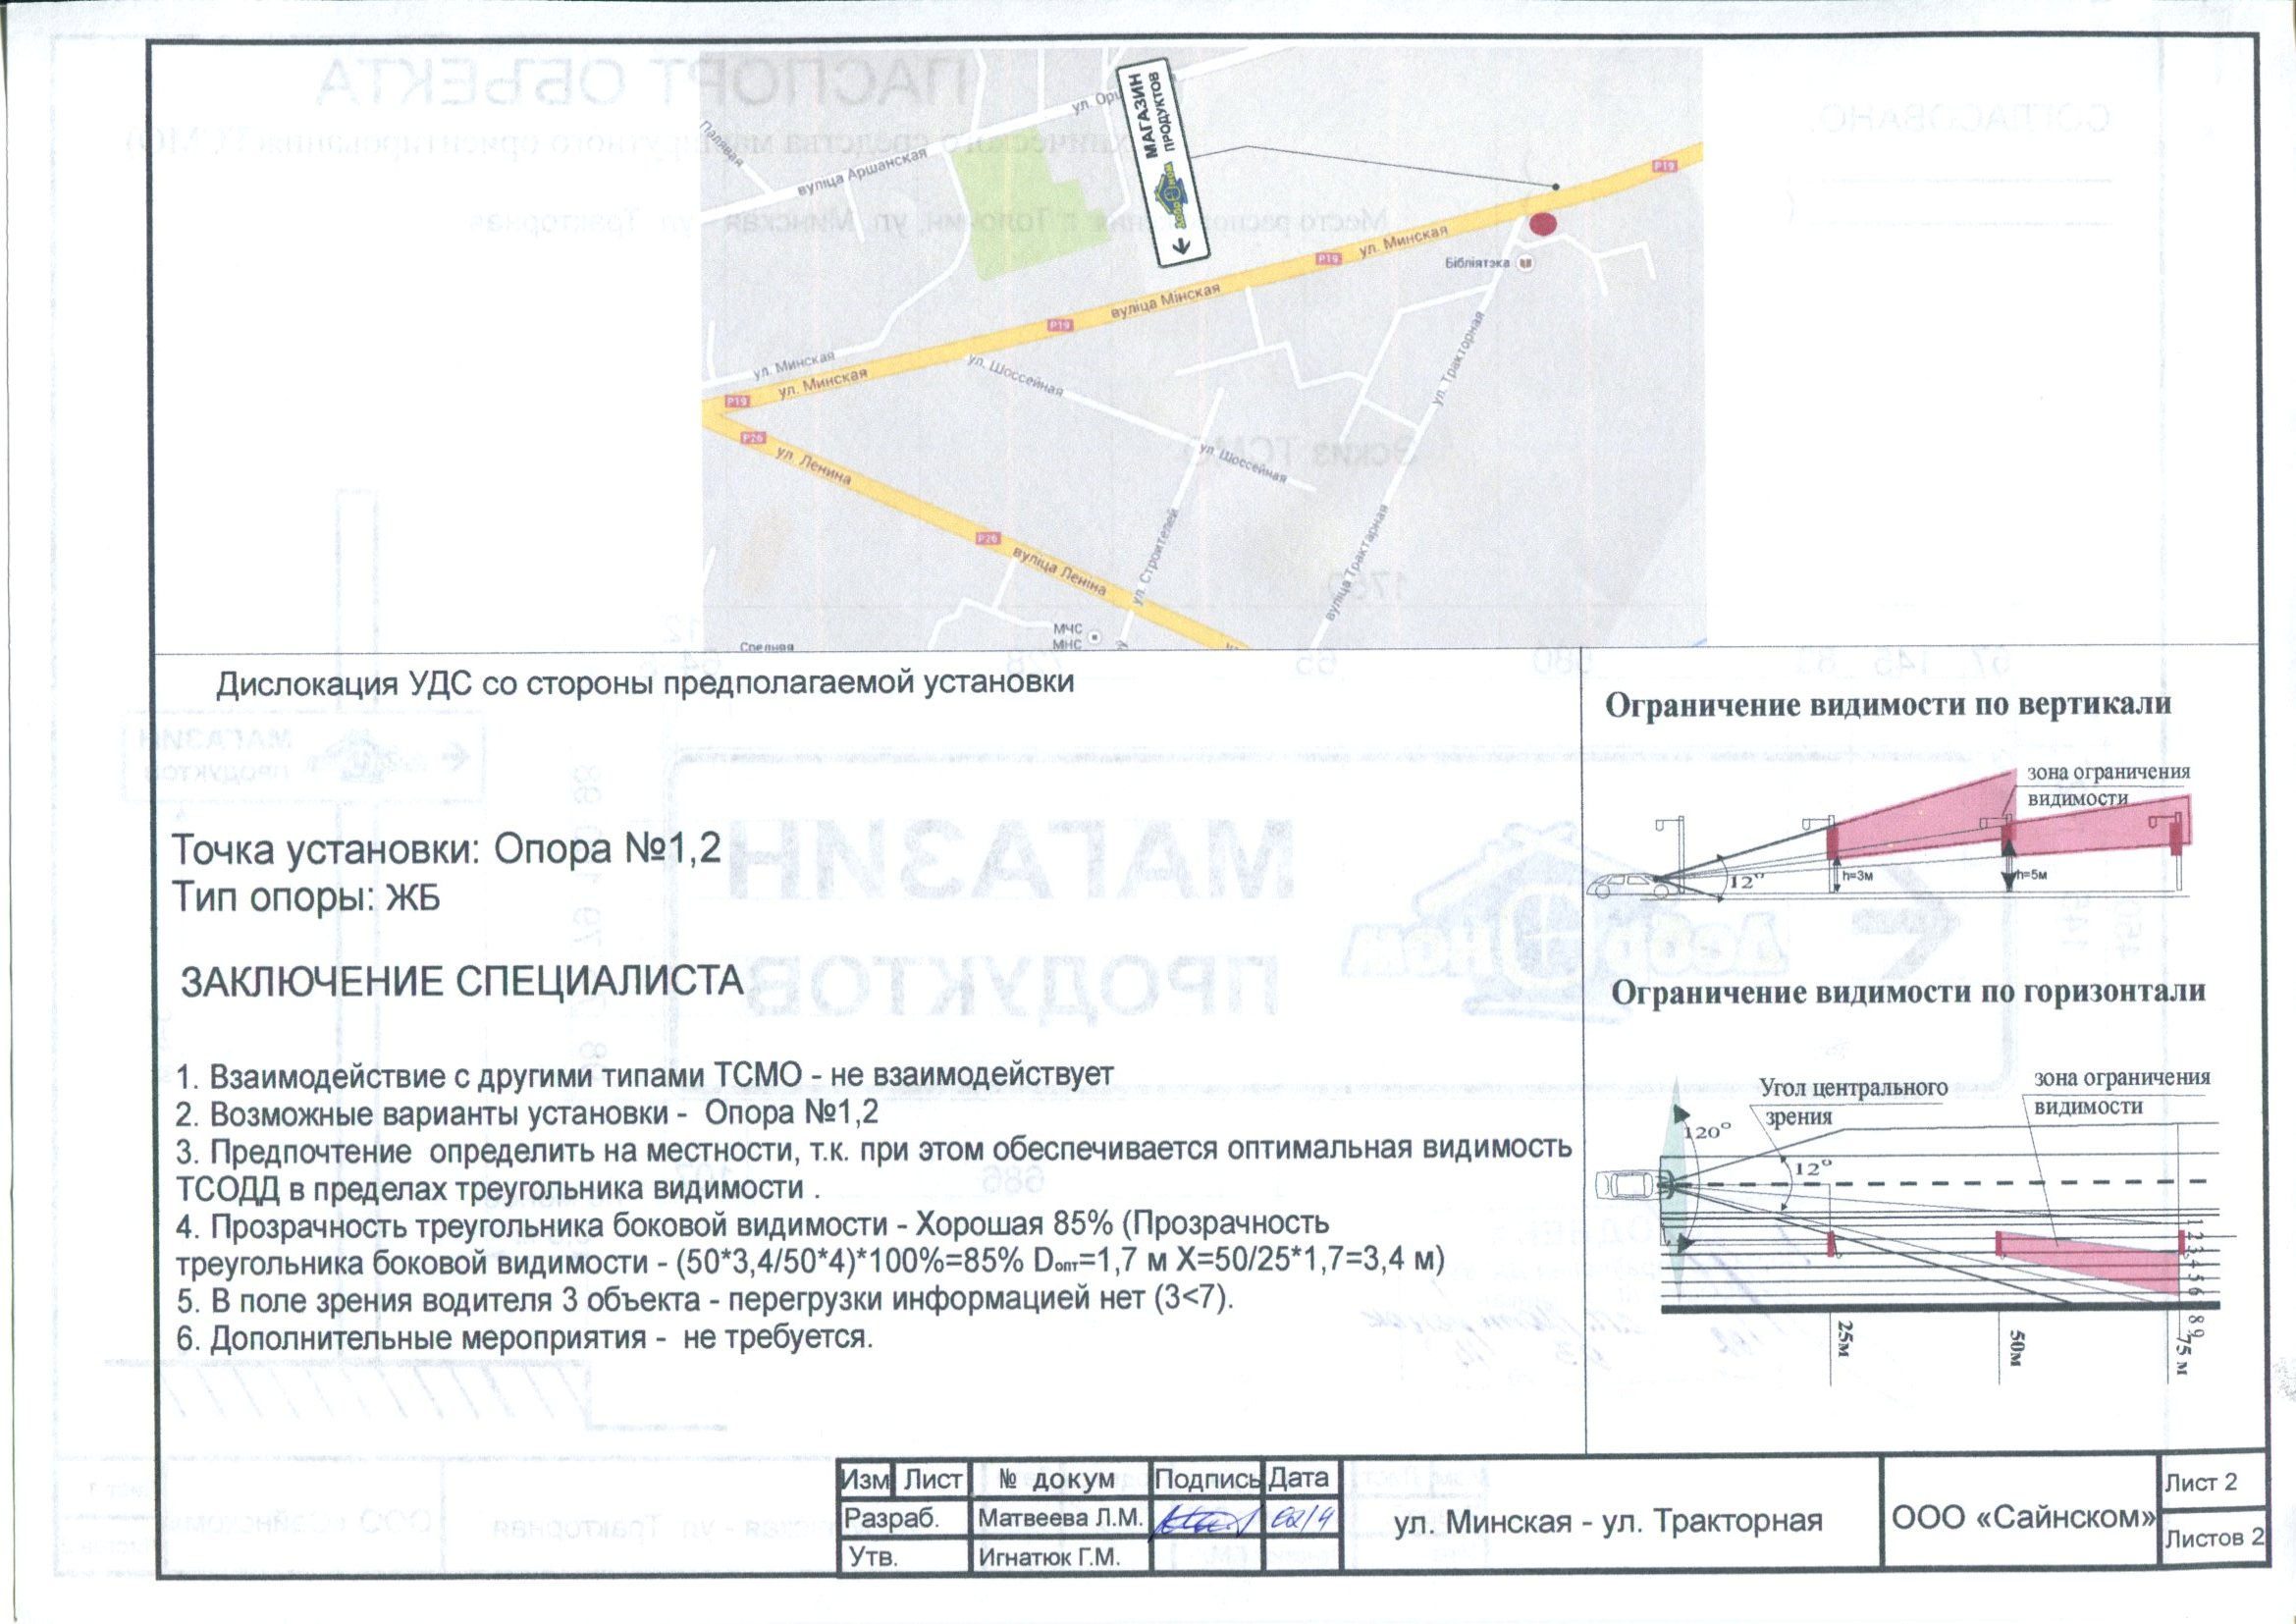 Палявая
вуліца Аршанская
ул.
МАГАЗИН
ПРОДУКТОВ
P19
P19
ул. Минская
Бібліятэка
вуліца Мінская
P19
ул. Минская
ул. Минская
P19
ул. Шоссейная
ул. Тракторная
P26
ул. Ленина
ул. Шоссейная
P26
вуліца Леніна
ул. Строителей
вуліца Трактарная
МЧС
МНС
Дислокация УДС со стороны предполагаемой установки
Точка установки: Опора №1,2
Тип опоры: ЖБ
ЗАКЛЮЧЕНИЕ СПЕЦИАЛИСТА
1. Взаимодействие с другими типами ТСМО - не взаимодействует
2. Возможные варианты установки - Опора №1,2
3. Предпочтение определить на местности, т.к. при этом обеспечивается оптимальная видимость
ТСОДД в пределах треугольника видимости .
4. Прозрачность треугольника боковой видимости - Хорошая 85% (Прозрачность
треугольника боковой видимости - (50*3,4/50*4)*100%=85% Dопт=1,7 м X=50/25*1,7=3,4 м)
5. В поле зрения водителя 3 объекта - перегрузки информацией нет (3<7).
6. Дополнительные мероприятия - не требуется.
Ограничение видимости по вертикали
зона ограничения
видимости
12°
h=3м
h=5м
Ограничение видимости по горизонтали
Угол центрального
зрения
зона ограничения
видимости
120°
12°
1 2 3 4 5 6
8 9
25м
50м
75 м
Изм Лист № докум Подпись Дата
Разраб. Матвеева Л.М.
Утв. Игнатюк Г.М.
ул. Минская - ул. Тракторная
ООО «Сайнском»
Лист 2
Листов 2